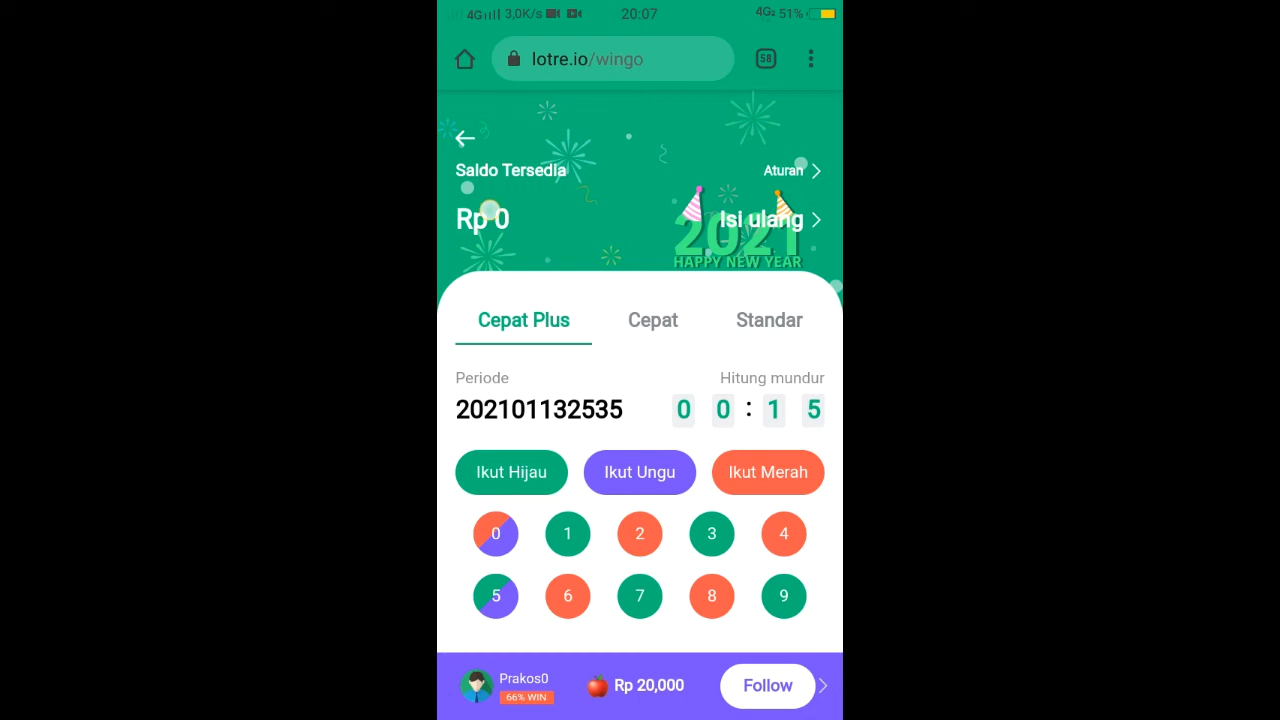 4G 3,0K/s 20:07 4G 51%
lotre.io/wingo 58
Saldo Tersedia Aturan
Rp 0 Isi ulang
2021
HAPPY NEW YEAR
Cepat Plus Cepat Standar
Periode Hitung mundur
202101132535 0 0 : 1 5
Ikut Hijau Ikut Ungu Ikut Merah
0 1 2 3 4
5 6 7 8 9
Prakos0 Rp 20,000 Follow
66% WIN